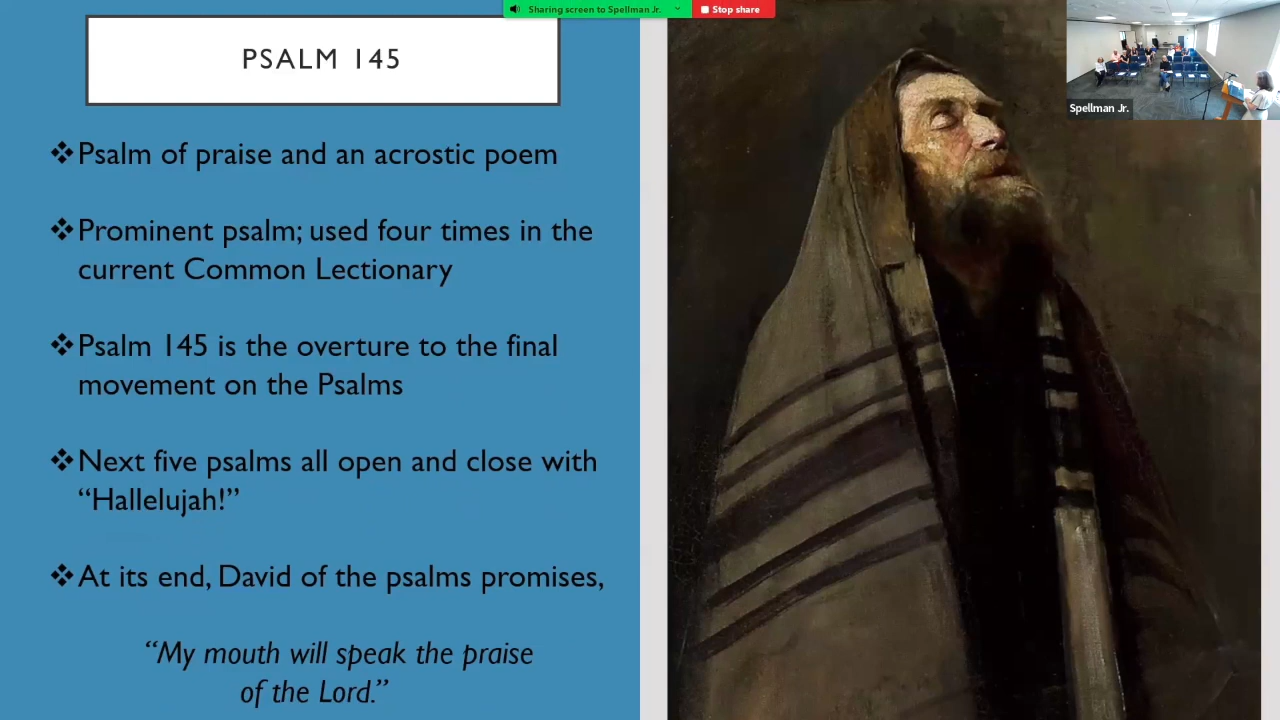 Sharing screen to Spellman Jr.
Stop share
PSALM 145
Spellman Jr.
❖Psalm of praise and an acrostic poem
❖Prominent psalm; used four times in the
current Common Lectionary
❖Psalm 145 is the overture to the final
movement on the Psalms
❖Next five psalms all open and close with
“Hallelujah!”
❖At its end, David of the psalms promises,
“My mouth will speak the praise
of the Lord.”